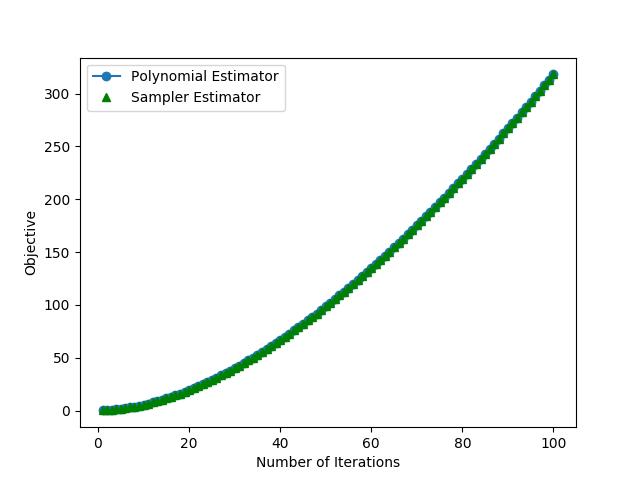 Polynomial Estimator
Sampler Estimator
Objective
300
250
200
150
100
50
0
0 20 40 60 80 100
Number of Iterations